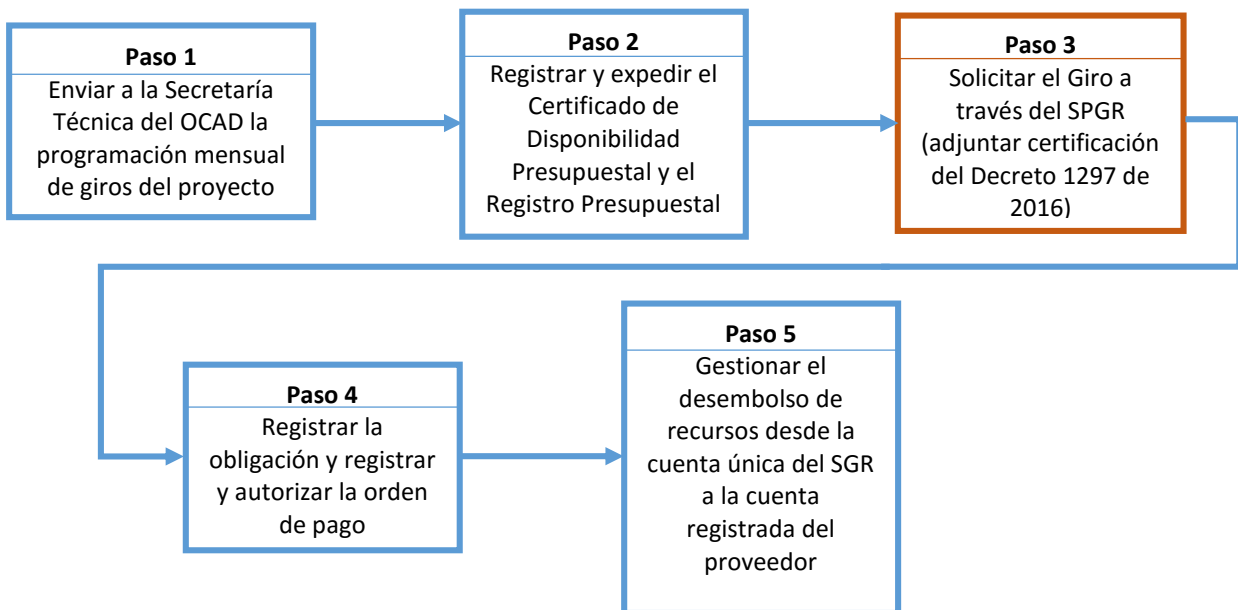 Paso 1
Enviar a la Secretaría
Técnica del OCAD la
programación mensual
de giros del proyecto
Paso 2
Registrar y expedir el
Certificado de
Disponibilidad
Presupuestal y el
Registro Presupuestal
Paso 3
Solicitar el Giro a
través del SPGR
(adjuntar certificación
del Decreto 1297 de
2016)
Paso 4
Registrar la
obligación y registrar
y autorizar la orden
de pago
Paso 5
Gestionar el
desembolso de
recursos desde la
cuenta única del SGR
a la cuenta
registrada del
proveedor